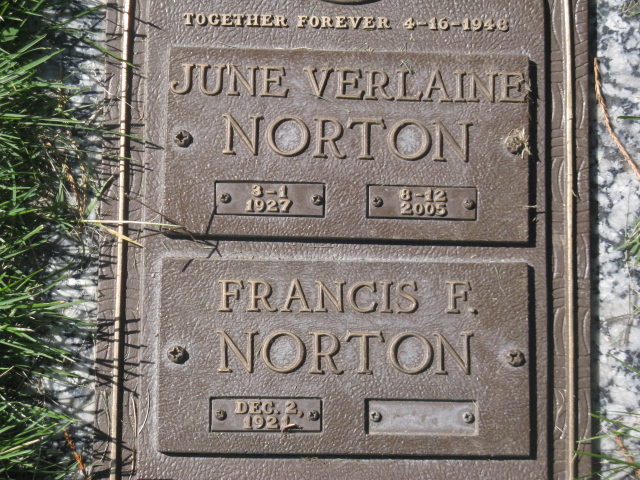 TOGETHER FOREVER 4-16-1946
JUNE VERLAINE
NORTON
3-1
1927
8-12
2005
FRANCIS F.
NORTON
DEC. 2,